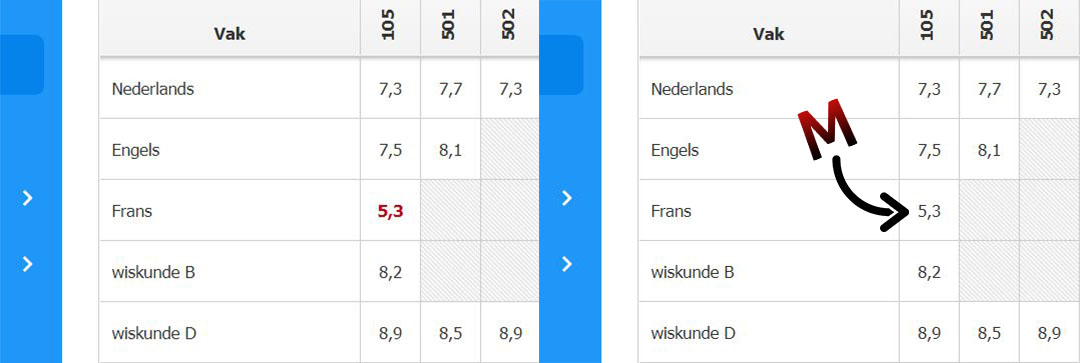 Vak 105 501 502
Nederlands 7,3 7,7 7,3
Engels 7,5 8,1
Frans 5,3
wiskunde B 8,2
wiskunde D 8,9 8,5 8,9
Vak 105 501 502
Nederlands 7,3 7,7 7,3
M
Engels 7,5 8,1
Frans 5,3
wiskunde B 8,2
wiskunde D 8,9 8,5 8,9